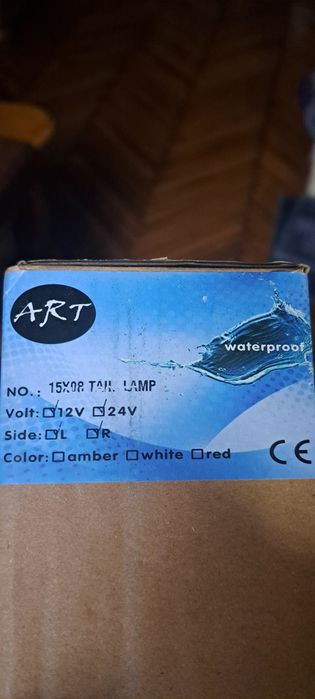 ART
waterproof
NO.: 15X08 TAIL LAMP
Volt: ☑12V ☑24V
Side: ☑L ☑R
Color: ☐amber ☐white ☐red CE